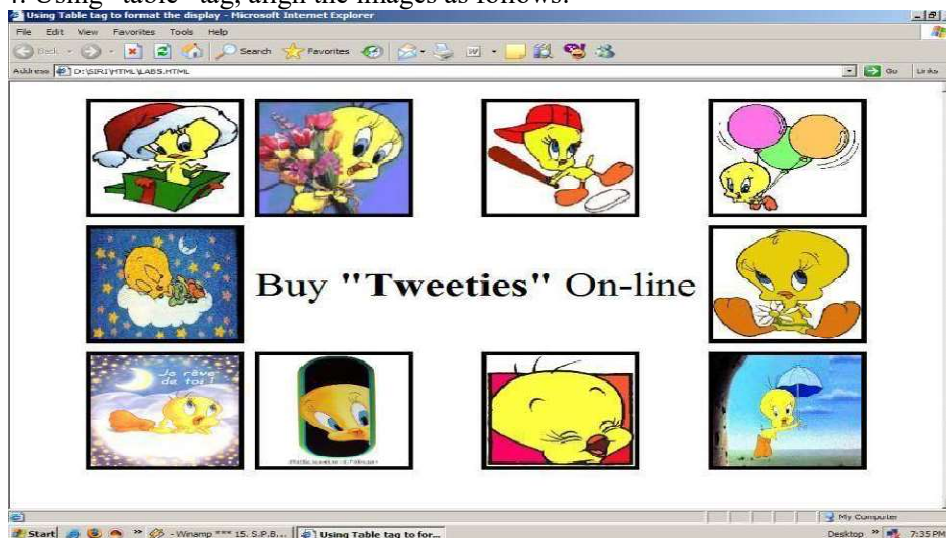 4. Using "table" tag, align the images as follows.
Using Table tag to format the display - Microsoft Internet Explorer
File Edit View Favorites Tools Help
Back Search Favorites
Address D:\SIRI\HTML\LAB5.HTML Go Links
Buy "Tweeties" On-line
Je rêve
de toi !
My Computer
Start - Winamp *** 15. S.P.B... Using Table tag to for... Desktop 7:35 PM